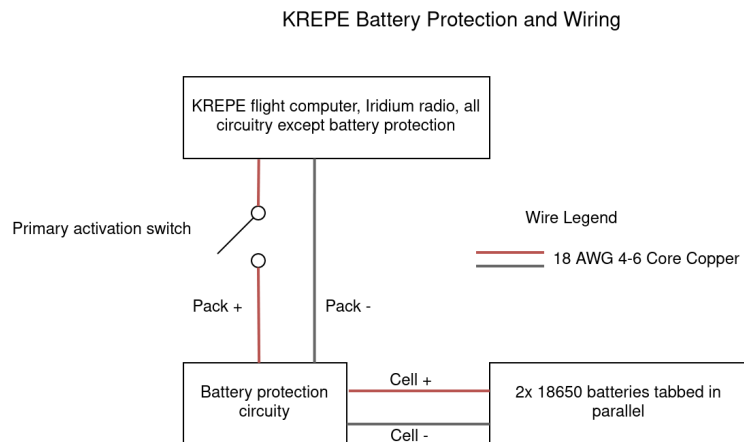 KREPE Battery Protection and Wiring
KREPE flight computer, Iridium radio, all
circuitry except battery protection
Primary activation switch
Wire Legend
18 AWG 4-6 Core Copper
Pack +
Pack -
Battery protection
circuity
Cell +
Cell -
2x 18650 batteries tabbed in
parallel